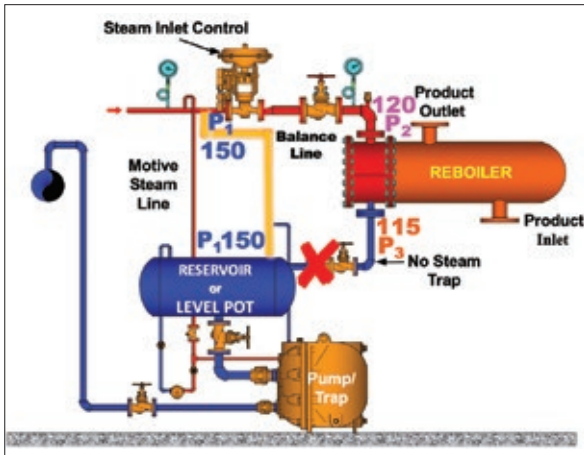 Steam Inlet Control
120
P2
Product
Outlet
P1
150
Balance
Line
REBOILER
Motive
Steam
Line
P1150
115
P3
Product
Inlet
No Steam
Trap
RESERVOIR
or
LEVEL POT
Pump/
Trap